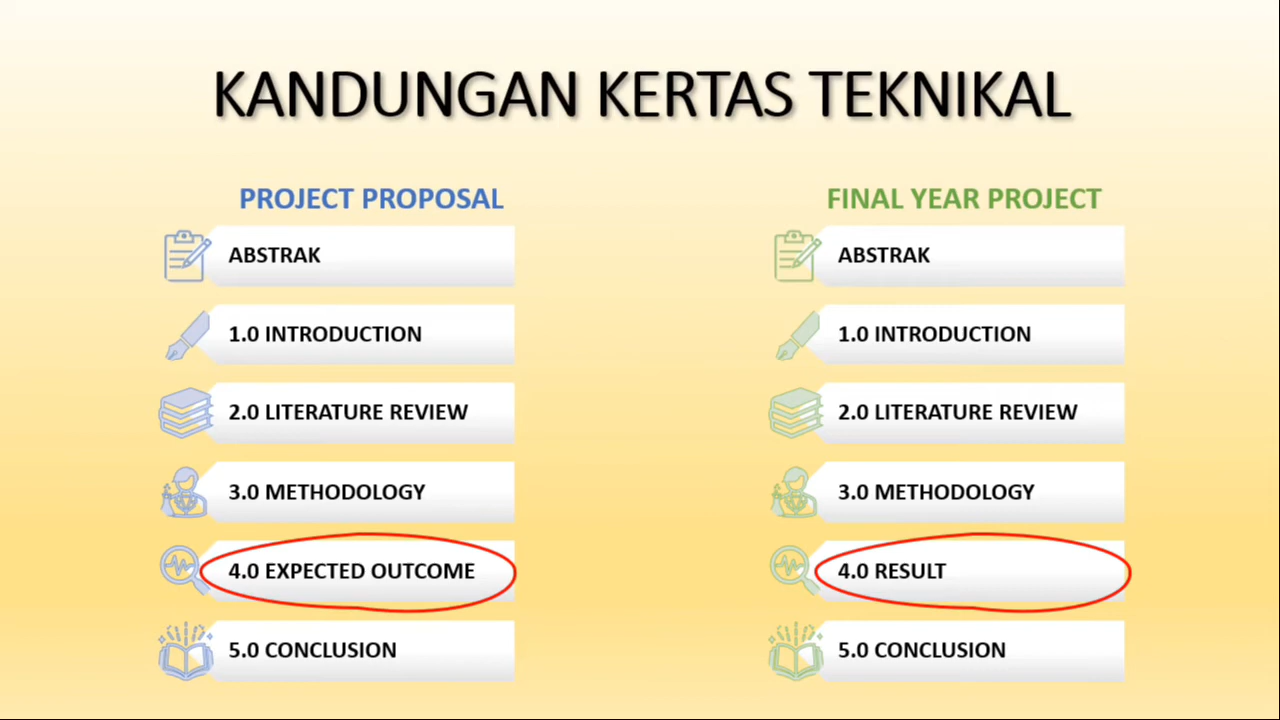 KANDUNGAN KERTAS TEKNIKAL
PROJECT PROPOSAL
ABSTRAK
1.0 INTRODUCTION
2.0 LITERATURE REVIEW
3.0 METHODOLOGY
4.0 EXPECTED OUTCOME
5.0 CONCLUSION
FINAL YEAR PROJECT
ABSTRAK
1.0 INTRODUCTION
2.0 LITERATURE REVIEW
3.0 METHODOLOGY
4.0 RESULT
5.0 CONCLUSION